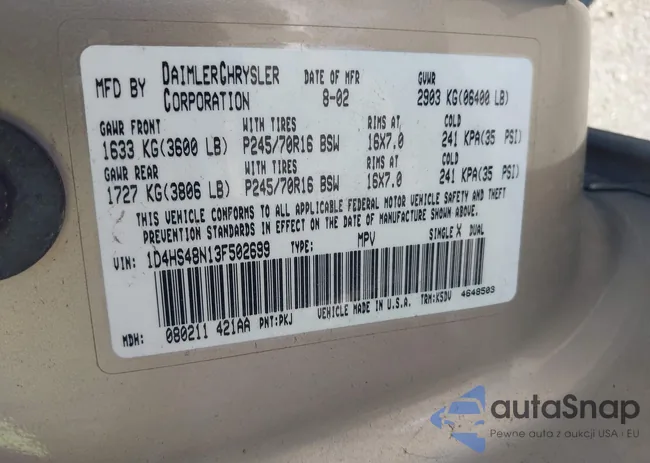 MFD BY DAIMLERCHRYSLER CORPORATION DATE OF MFR 8-02 GVWR 2903 KG(06400 LB)
GAWR FRONT WITH TIRES RIMS AT COLD
1633 KG(3600 LB) P245/70R16 BSW 16X7.0 241 KPA(35 PSI)
GAWR REAR WITH TIRES RIMS AT COLD
1727 KG(3806 LB) P245/70R16 BSW 16X7.0 241 KPA(35 PSI)
THIS VEHICLE CONFORMS TO ALL APPLICABLE FEDERAL MOTOR VEHICLE SAFETY AND THEFT
PREVENTION STANDARDS IN EFFECT ON THE DATE OF MANUFACTURE SHOWN ABOVE.
VIN: 1D4HS48N13F502699 TYPE: MPV SINGLE X DUAL
MDH: 080211 421AA PNT:PKJ VEHICLE MADE IN U.S.A. TRM:K5DV 4648503
autaSnap
Pewne auta z aukcji USA i EU